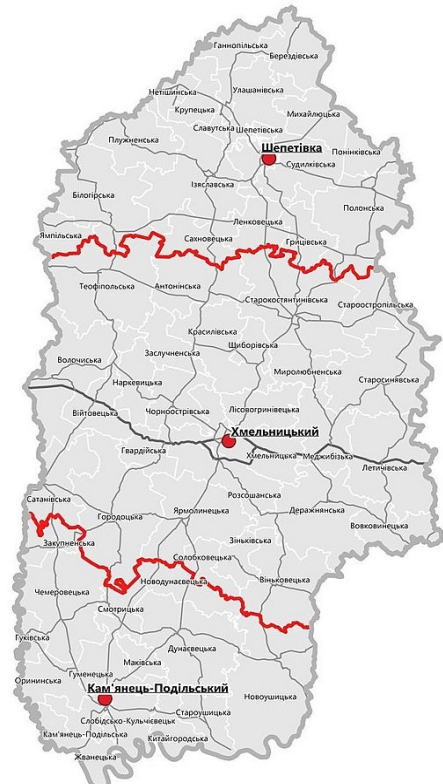 Ганнопільська
Берездівська
Нетішинська
Улашанівська
Крупецька
Михайлюцька
Славутська
Шепетівська
Плужненська
Шепетівка
Понінківська
Судилківська
Ізяславська
Білогірська
Полонська
Ленковецька
Ямпільська
Сахновецька
Грицівська
Теофіпольська
Антонінська
Старокостянтинівська
Староостропільська
Красилівська
Щиборівська
Заслучненська
Волочиська
Миролюбненська
Наркевицька
Старосинявська
Війтовецька
Чорноострівська
Лісовогринівецька
Хмельницький
Гвардійська
Хмельницька
Меджибізька
Летичівська
Сатанівська
Розсошанська
Городоцька
Ярмолинецька
Деражнянська
Вовковинецька
Закупненська
Зіньківська
Солобковецька
Новодунаєвецька
Віньковецька
Чемеровецька
Смотрицька
Гуківська
Дунаєвецька
Маківська
Гуменецька
Орининська
Кам'янець-Подільський
Новоушицька
Староушицька
Слобідсько-Кульчієвецьк
Кам'янець-Подільська
Китайгородська
Жванецька